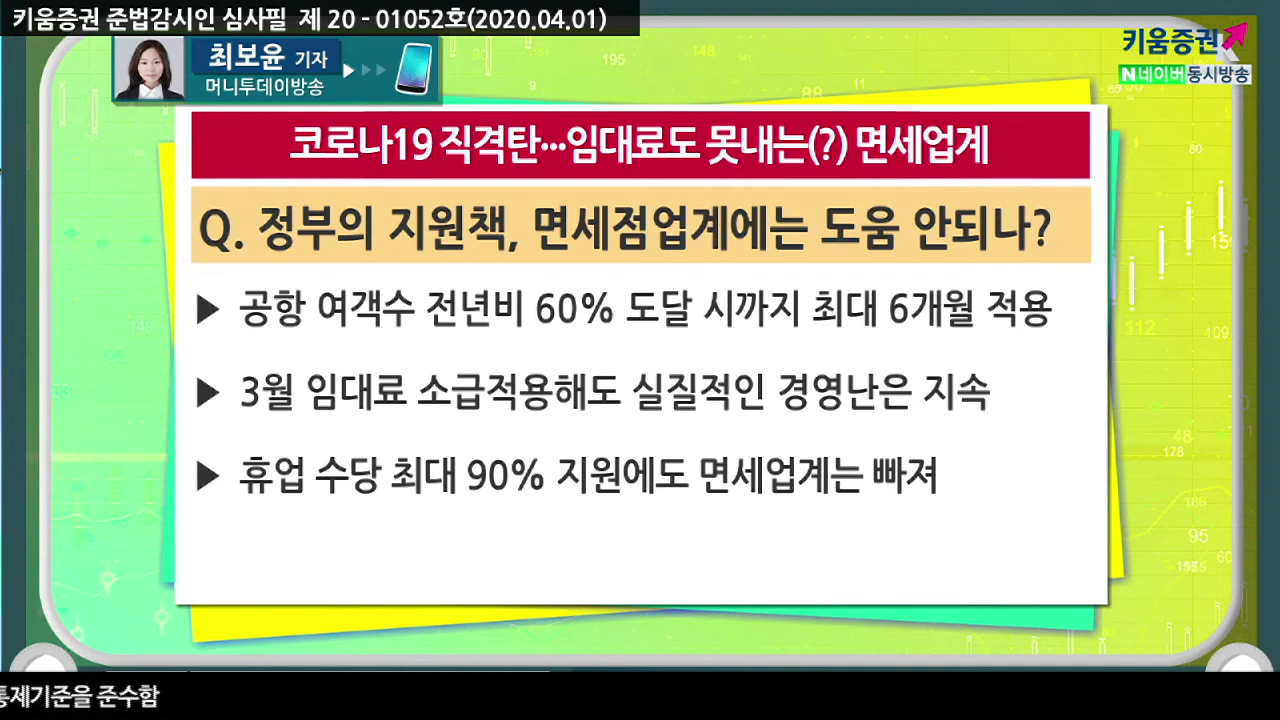 키움증권 준법감시인 심사필 제 20 - 01052호(2020.04.01)
최보윤 기자
머니투데이방송
키움증권
N네이버 동시방송
코로나19 직격탄…임대료도 못내는(?) 면세업계
Q. 정부의 지원책, 면세점업계에는 도움 안되나?
▶ 공항 여객수 전년비 60% 도달 시까지 최대 6개월 적용
▶ 3월 임대료 소급적용해도 실질적인 경영난은 지속
▶ 휴업 수당 최대 90% 지원에도 면세업계는 빠져
통제기준을 준수함